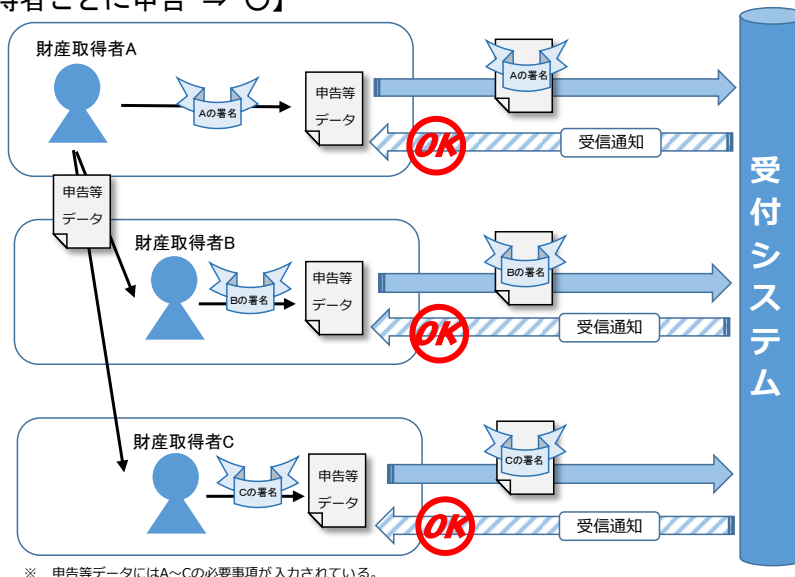 得者ごとに申告 → ○】
財産取得者A
Aの署名
申告等
データ
Aの署名
OK
受信通知
申告等
データ
財産取得者B
Bの署名
申告等
データ
Bの署名
OK
受信通知
財産取得者C
Cの署名
申告等
データ
Cの署名
OK
受信通知
受付システム
※ 申告等データにはA～Cの必要事項が入力されている。